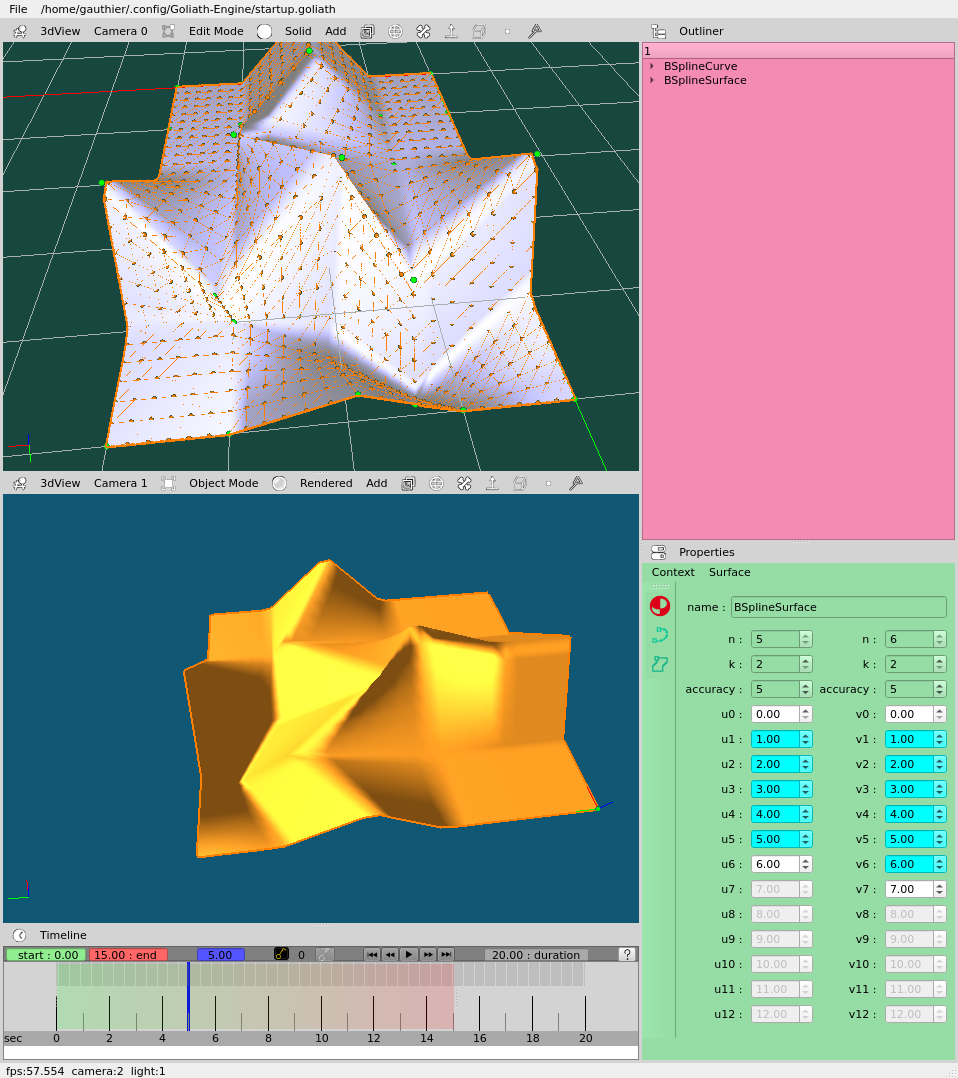 File /home/gauthier/.config/Goliath-Engine/startup.goliath
3dView Camera 0 Edit Mode Solid Add
Outliner
1
BSplineCurve
BSplineSurface
3dView Camera 1 Object Mode Rendered Add
Properties
Context Surface
name : BSplineSurface
n : 5 n : 6
k : 2 k : 2
accuracy : 5 accuracy : 5
u0 : 0.00 v0 : 0.00
u1 : 1.00 v1 : 1.00
u2 : 2.00 v2 : 2.00
u3 : 3.00 v3 : 3.00
u4 : 4.00 v4 : 4.00
u5 : 5.00 v5 : 5.00
u6 : 6.00 v6 : 6.00
u7 : 7.00 v7 : 7.00
u8 : 8.00 v8 : 8.00
u9 : 9.00 v9 : 9.00
u10 : 10.00 v10 : 10.00
u11 : 11.00 v11 : 11.00
u12 : 12.00 v12 : 12.00
Timeline
start : 0.00 15.00 : end 5.00 0 20.00 : duration ?
sec 0 2 4 6 8 10 12 14 16 18 20
fps:57.554 camera:2 light:1